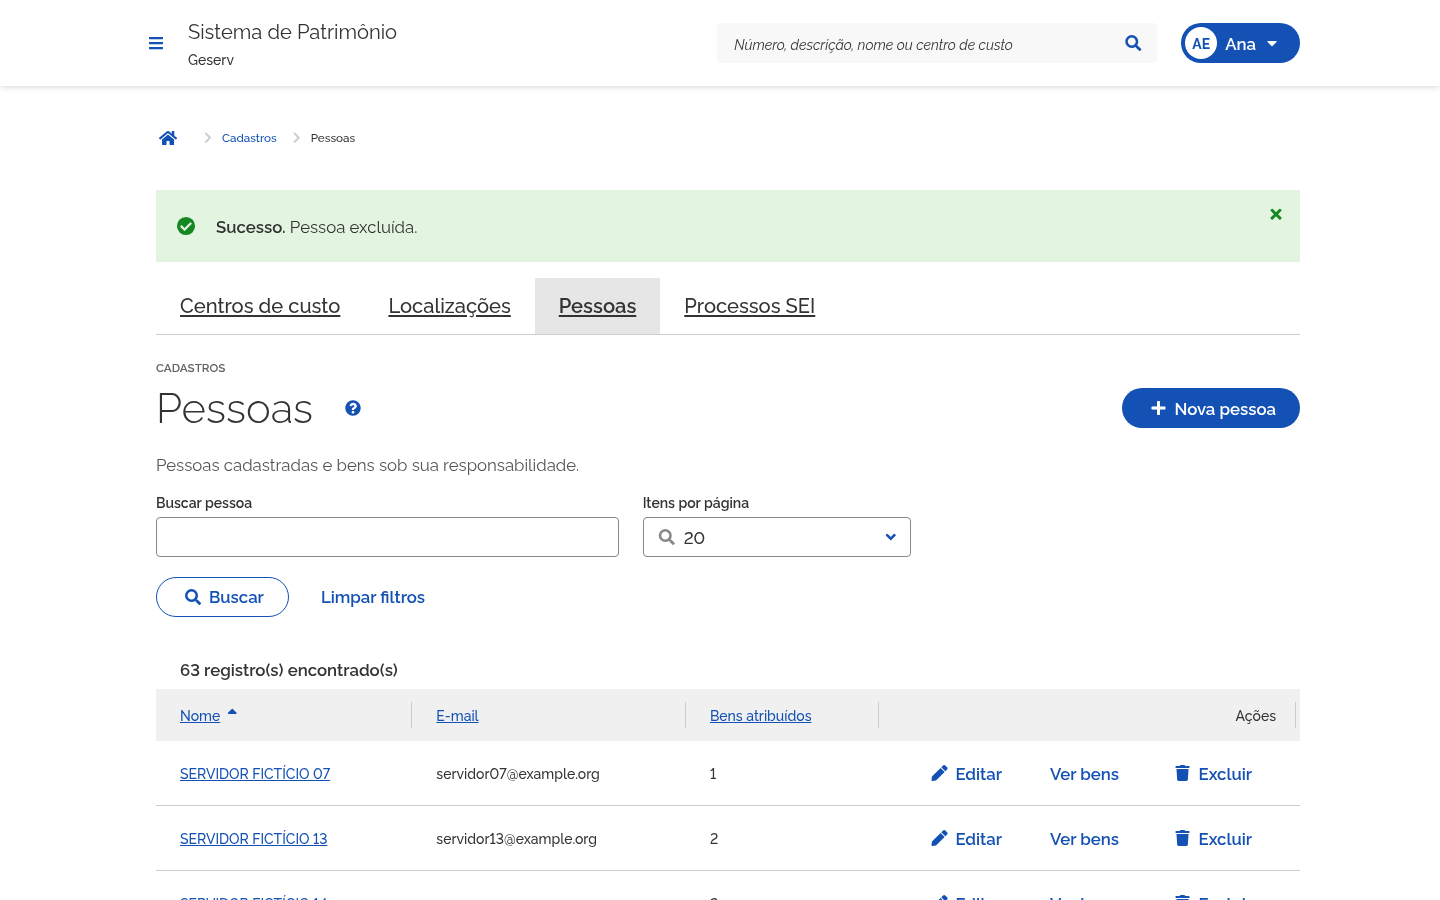 Sistema de Patrimônio
Geserv
Número, descrição, nome ou centro de custo
AE Ana
Cadastros Pessoas
Sucesso. Pessoa excluída.
Centros de custo Localizações Pessoas Processos SEI
CADASTROS
Pessoas
Nova pessoa
Pessoas cadastradas e bens sob sua responsabilidade.
Buscar pessoa Itens por página
20
Buscar Limpar filtros
63 registro(s) encontrado(s)
Nome E-mail Bens atribuídos Ações
SERVIDOR FICTÍCIO 07 servidor07@example.org 1 Editar Ver bens Excluir
SERVIDOR FICTÍCIO 13 servidor13@example.org 2 Editar Ver bens Excluir